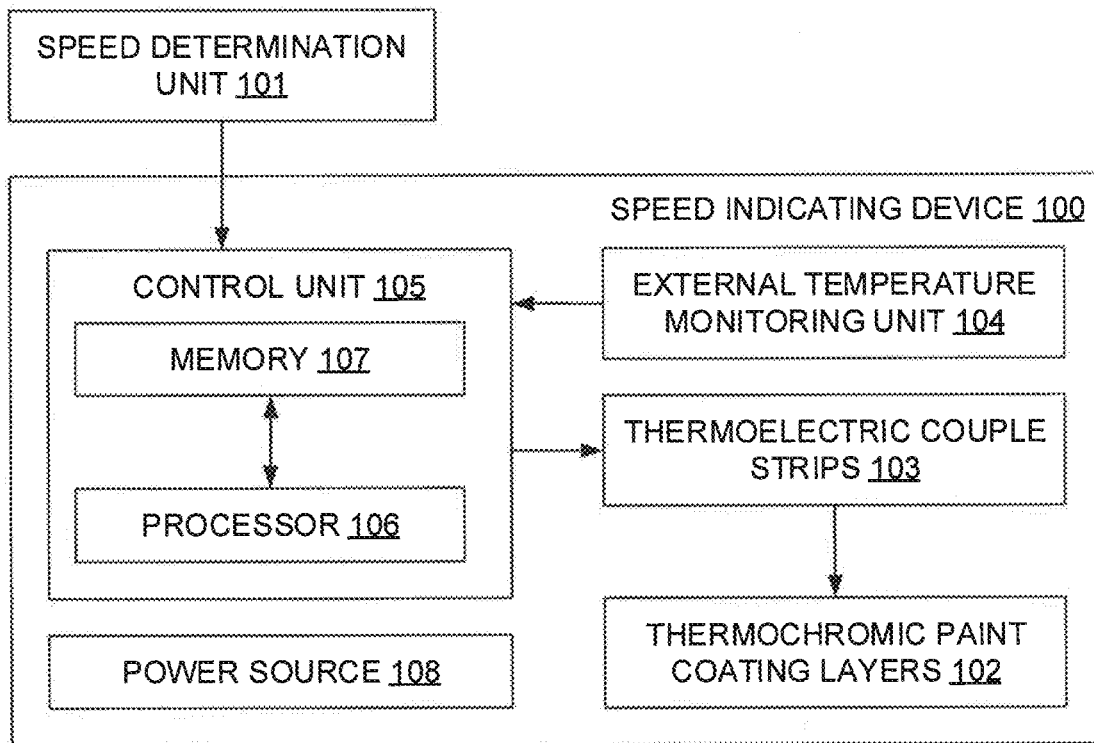 SPEED DETERMINATION
UNIT 101
SPEED INDICATING DEVICE 100
CONTROL UNIT 105
EXTERNAL TEMPERATURE
MONITORING UNIT 104
MEMORY 107
THERMOELECTRIC COUPLE
STRIPS 103
PROCESSOR 106
THERMOCHROMIC PAINT
COATING LAYERS 102
POWER SOURCE 108